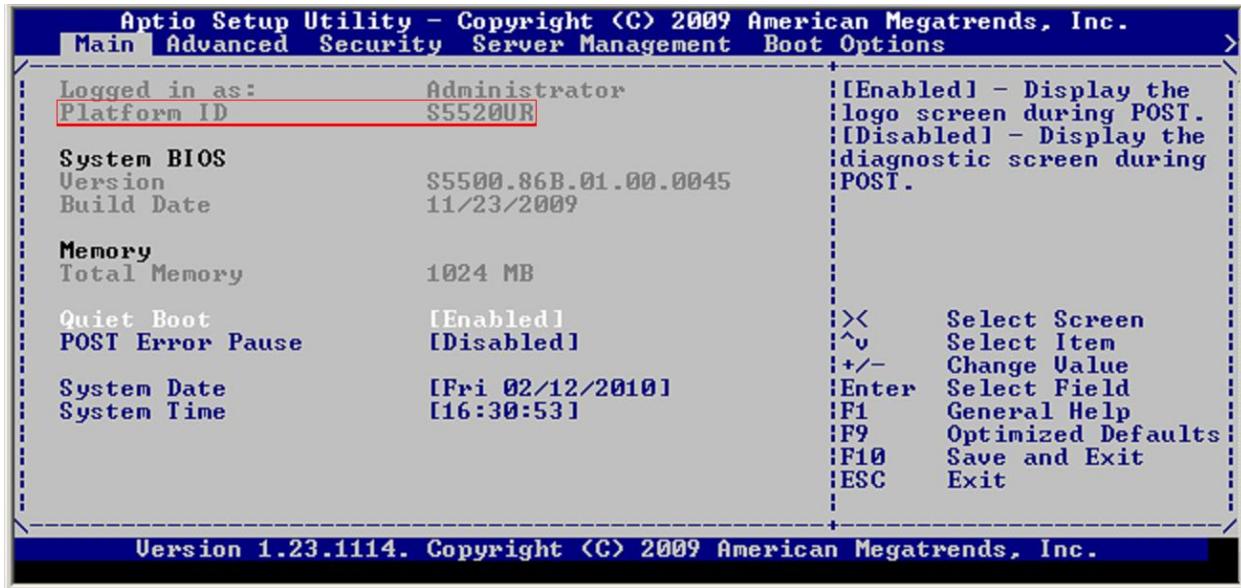 Aptio Setup Utility – Copyright (C) 2009 American Megatrends, Inc.
Main Advanced Security Server Management Boot Options >
Logged in as: Administrator
Platform ID S5520UR
System BIOS
Version S5500.86B.01.00.0045
Build Date 11/23/2009
Memory
Total Memory 1024 MB
Quiet Boot [Enabled]
POST Error Pause [Disabled]
System Date [Fri 02/12/2010]
System Time [16:30:53]
[Enabled] – Display the
logo screen during POST.
[Disabled] – Display the
diagnostic screen during
POST.
>< Select Screen
^v Select Item
+/- Change Value
Enter Select Field
F1 General Help
F9 Optimized Defaults
F10 Save and Exit
ESC Exit
Version 1.23.1114. Copyright (C) 2009 American Megatrends, Inc.